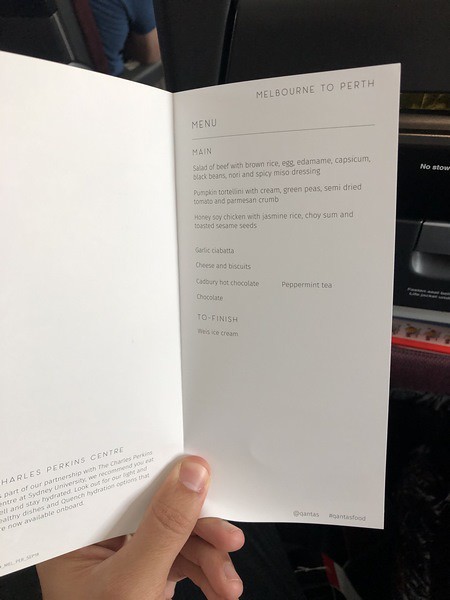 MELBOURNE TO PERTH
MENU
MAIN
Salad of beef with brown rice, egg, edamame, capsicum,
black beans, nori and spicy miso dressing
Pumpkin tortellini with cream, green peas, semi dried
tomato and parmesan crumb
Honey soy chicken with jasmine rice, choy sum and
toasted sesame seeds
Garlic ciabatta
Cheese and biscuits
Cadbury hot chocolate Peppermint tea
Chocolate
TO-FINISH
Weis ice cream
@qantas #qantasfood
HARLES PERKINS CENTRE
s part of our partnership with The Charles Perkins
entre at Sydney University, we recommend you eat
ell and stay hydrated. Look out for our light and
ealthy dishes and Quench hydration options that
re now available onboard.
No stow